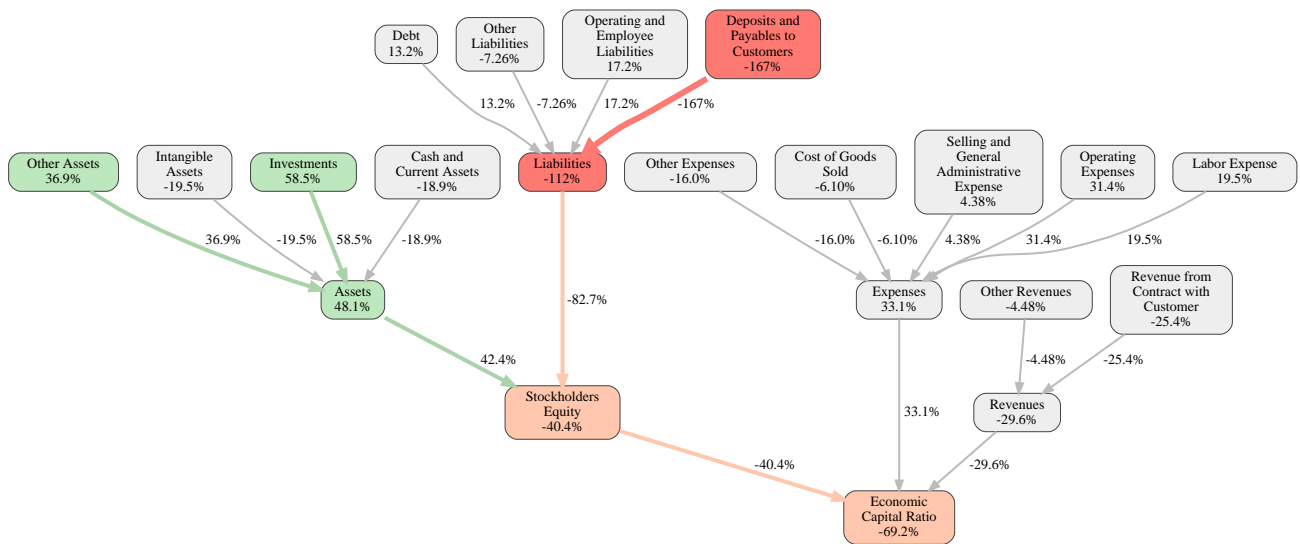 Debt
13.2%
Other
Liabilities
-7.26%
Operating and
Employee
Liabilities
17.2%
Deposits and
Payables to
Customers
-167%
13.2%
-7.26%
17.2%
-167%
Other Assets
36.9%
Intangible
Assets
-19.5%
Investments
58.5%
Cash and
Current Assets
-18.9%
Liabilities
-112%
Other Expenses
-16.0%
Cost of Goods
Sold
-6.10%
Selling and
General
Administrative
Expense
4.38%
Operating
Expenses
31.4%
Labor Expense
19.5%
36.9%
-19.5%
58.5%
-18.9%
-16.0%
-6.10%
4.38%
31.4%
19.5%
Assets
48.1%
-82.7%
Expenses
33.1%
Other Revenues
-4.48%
Revenue from
Contract with
Customer
-25.4%
42.4%
-4.48%
-25.4%
Stockholders
Equity
-40.4%
33.1%
Revenues
-29.6%
-40.4%
-29.6%
Economic
Capital Ratio
-69.2%